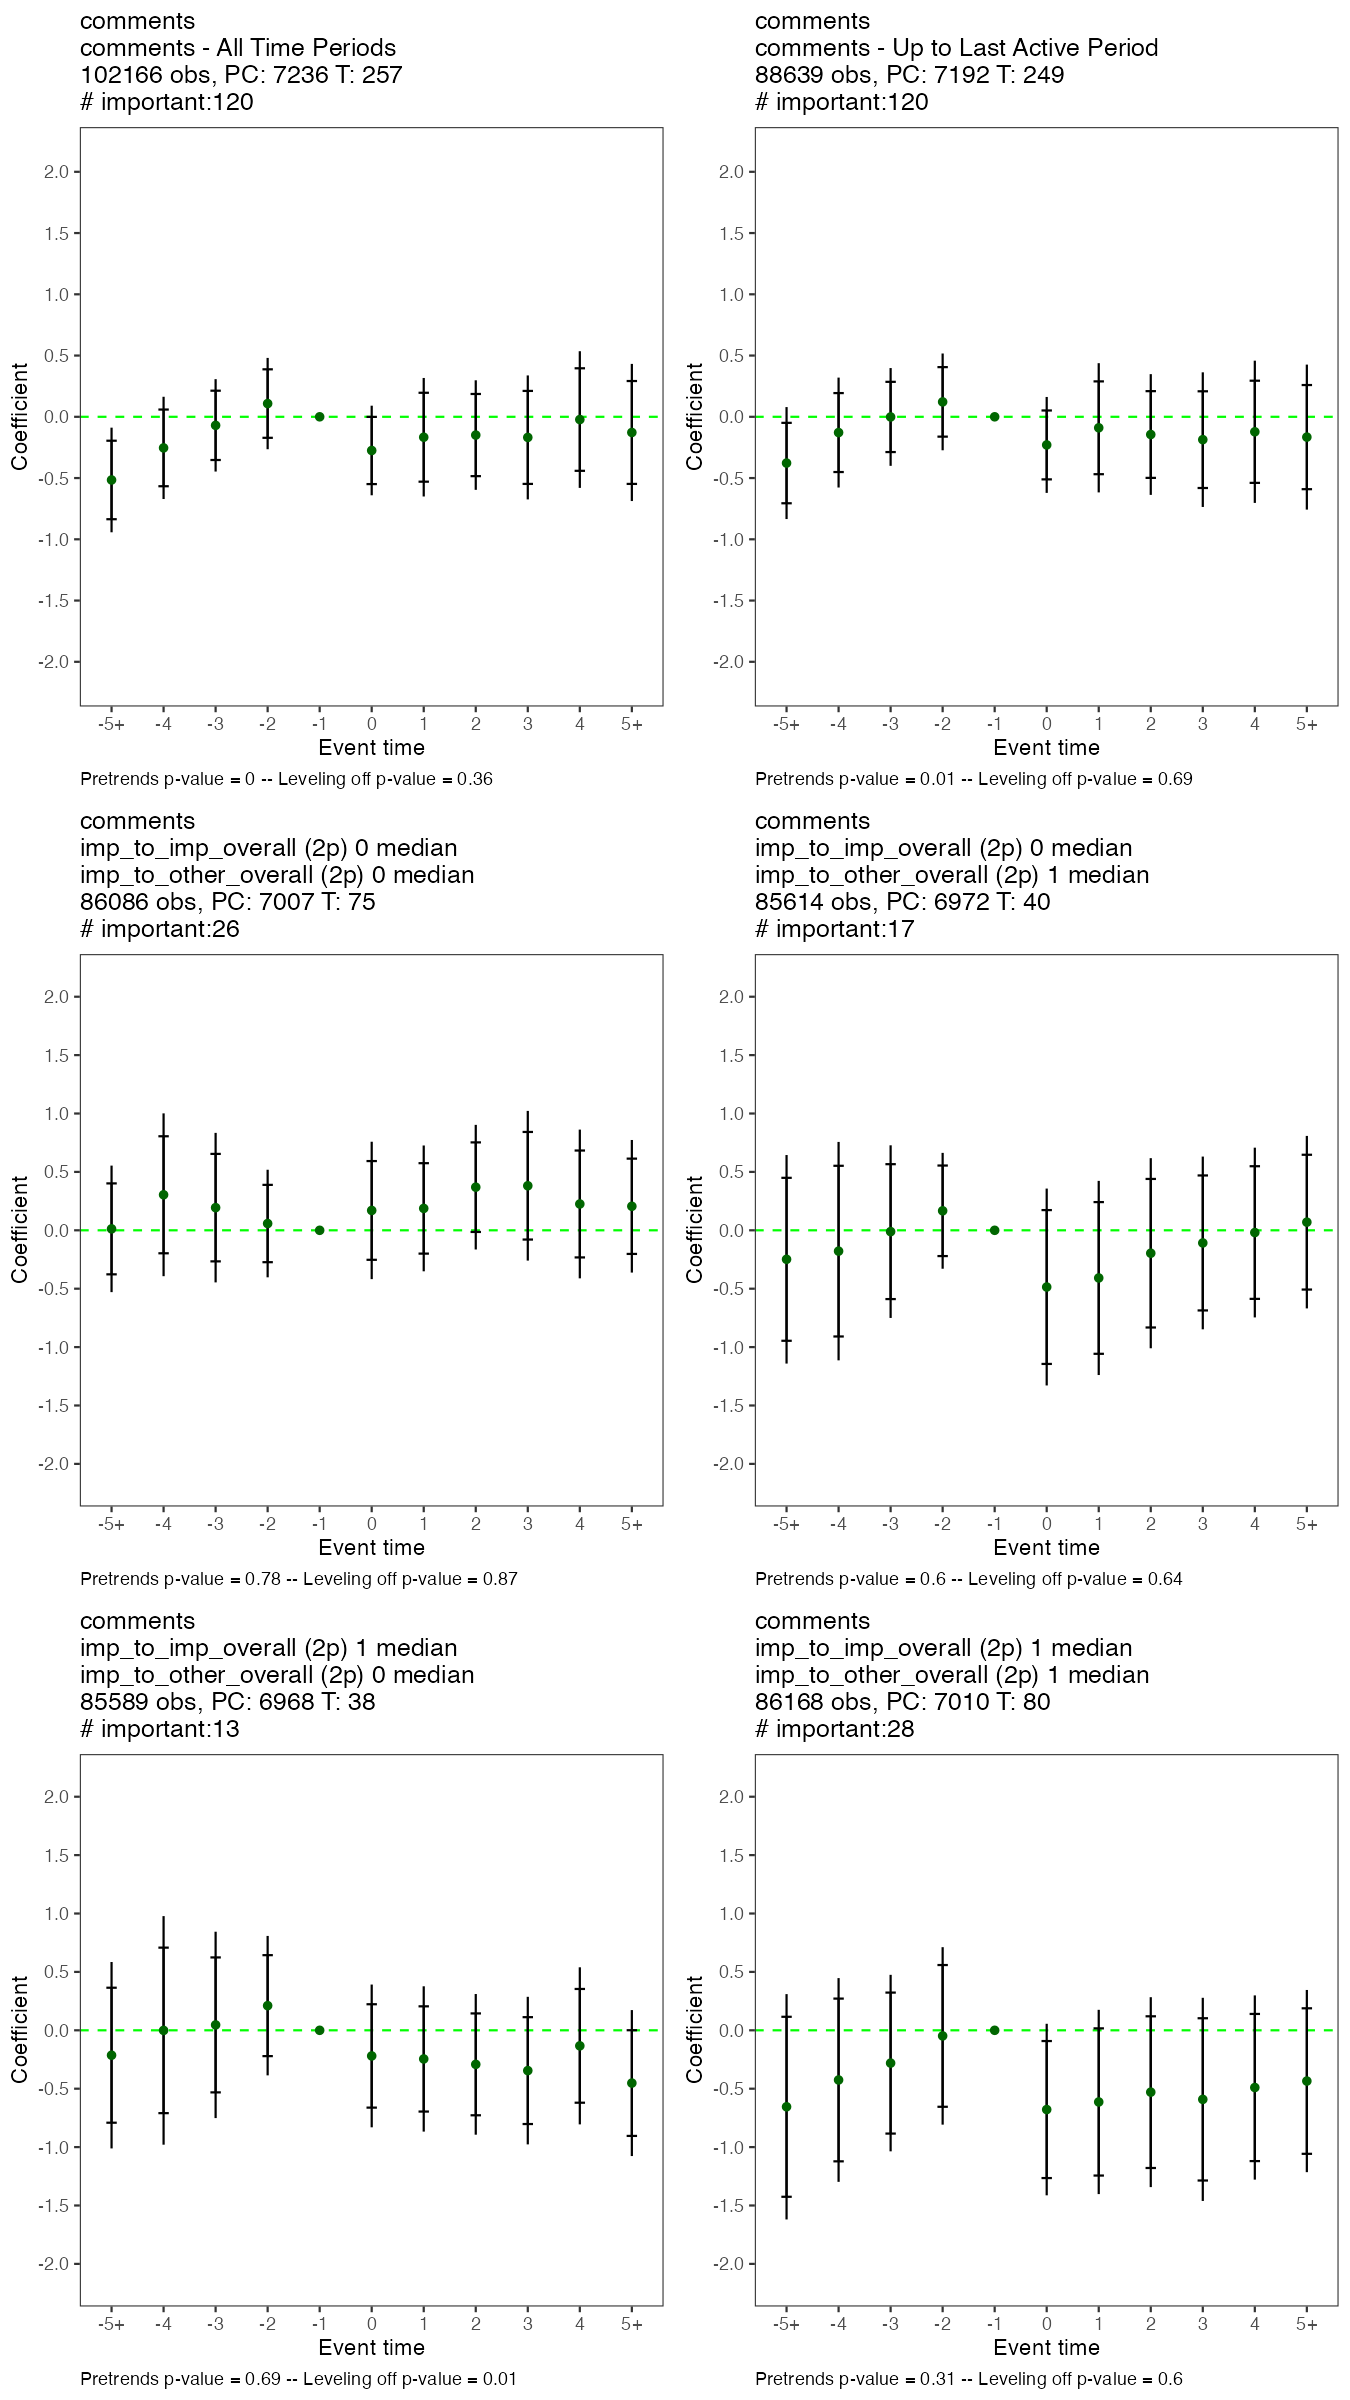 comments
comments - All Time Periods
102166 obs, PC: 7236 T: 257
# important:120
2.0
1.5
1.0
0.5
0.0
-0.5
-1.0
-1.5
-2.0
Coefficient
-5+ -4 -3 -2 -1 0 1 2 3 4 5+
Event time
Pretrends p-value = 0 -- Leveling off p-value = 0.36
comments
comments - Up to Last Active Period
88639 obs, PC: 7192 T: 249
# important:120
2.0
1.5
1.0
0.5
0.0
-0.5
-1.0
-1.5
-2.0
Coefficient
-5+ -4 -3 -2 -1 0 1 2 3 4 5+
Event time
Pretrends p-value = 0.01 -- Leveling off p-value = 0.69
comments
imp_to_imp_overall (2p) 0 median
imp_to_other_overall (2p) 0 median
86086 obs, PC: 7007 T: 75
# important:26
2.0
1.5
1.0
0.5
0.0
-0.5
-1.0
-1.5
-2.0
Coefficient
-5+ -4 -3 -2 -1 0 1 2 3 4 5+
Event time
Pretrends p-value = 0.78 -- Leveling off p-value = 0.87
comments
imp_to_imp_overall (2p) 0 median
imp_to_other_overall (2p) 1 median
85614 obs, PC: 6972 T: 40
# important:17
2.0
1.5
1.0
0.5
0.0
-0.5
-1.0
-1.5
-2.0
Coefficient
-5+ -4 -3 -2 -1 0 1 2 3 4 5+
Event time
Pretrends p-value = 0.6 -- Leveling off p-value = 0.64
comments
imp_to_imp_overall (2p) 1 median
imp_to_other_overall (2p) 0 median
85589 obs, PC: 6968 T: 38
# important:13
2.0
1.5
1.0
0.5
0.0
-0.5
-1.0
-1.5
-2.0
Coefficient
-5+ -4 -3 -2 -1 0 1 2 3 4 5+
Event time
Pretrends p-value = 0.69 -- Leveling off p-value = 0.01
comments
imp_to_imp_overall (2p) 1 median
imp_to_other_overall (2p) 1 median
86168 obs, PC: 7010 T: 80
# important:28
2.0
1.5
1.0
0.5
0.0
-0.5
-1.0
-1.5
-2.0
Coefficient
-5+ -4 -3 -2 -1 0 1 2 3 4 5+
Event time
Pretrends p-value = 0.31 -- Leveling off p-value = 0.6